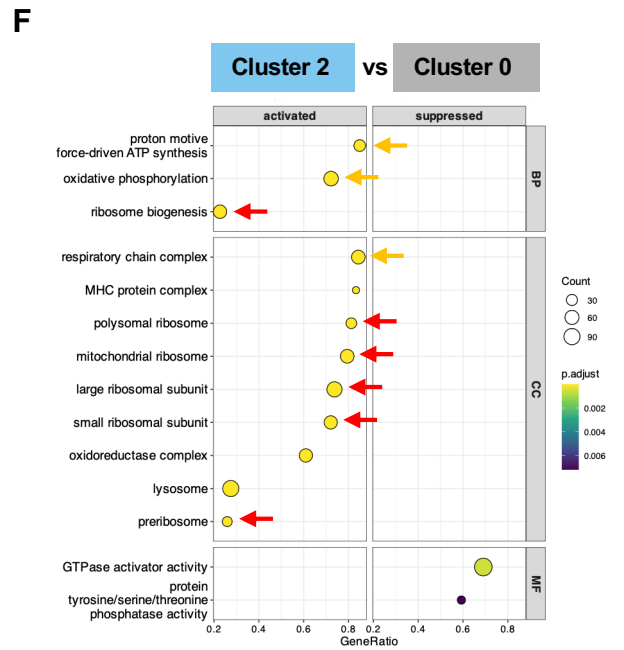 F
Cluster 2 vs Cluster 0
activated suppressed
proton motive
force-driven ATP synthesis
oxidative phosphorylation
ribosome biogenesis
BP
respiratory chain complex
MHC protein complex
polysomal ribosome
mitochondrial ribosome
large ribosomal subunit
small ribosomal subunit
oxidoreductase complex
lysosome
preribosome
CC
GTPase activator activity
protein
tyrosine/serine/threonine
phosphatase activity
MF
0.2 0.4 0.6 0.8 0.2 0.4 0.6 0.8
GeneRatio
Count
30
60
90
p.adjust
0.002
0.004
0.006